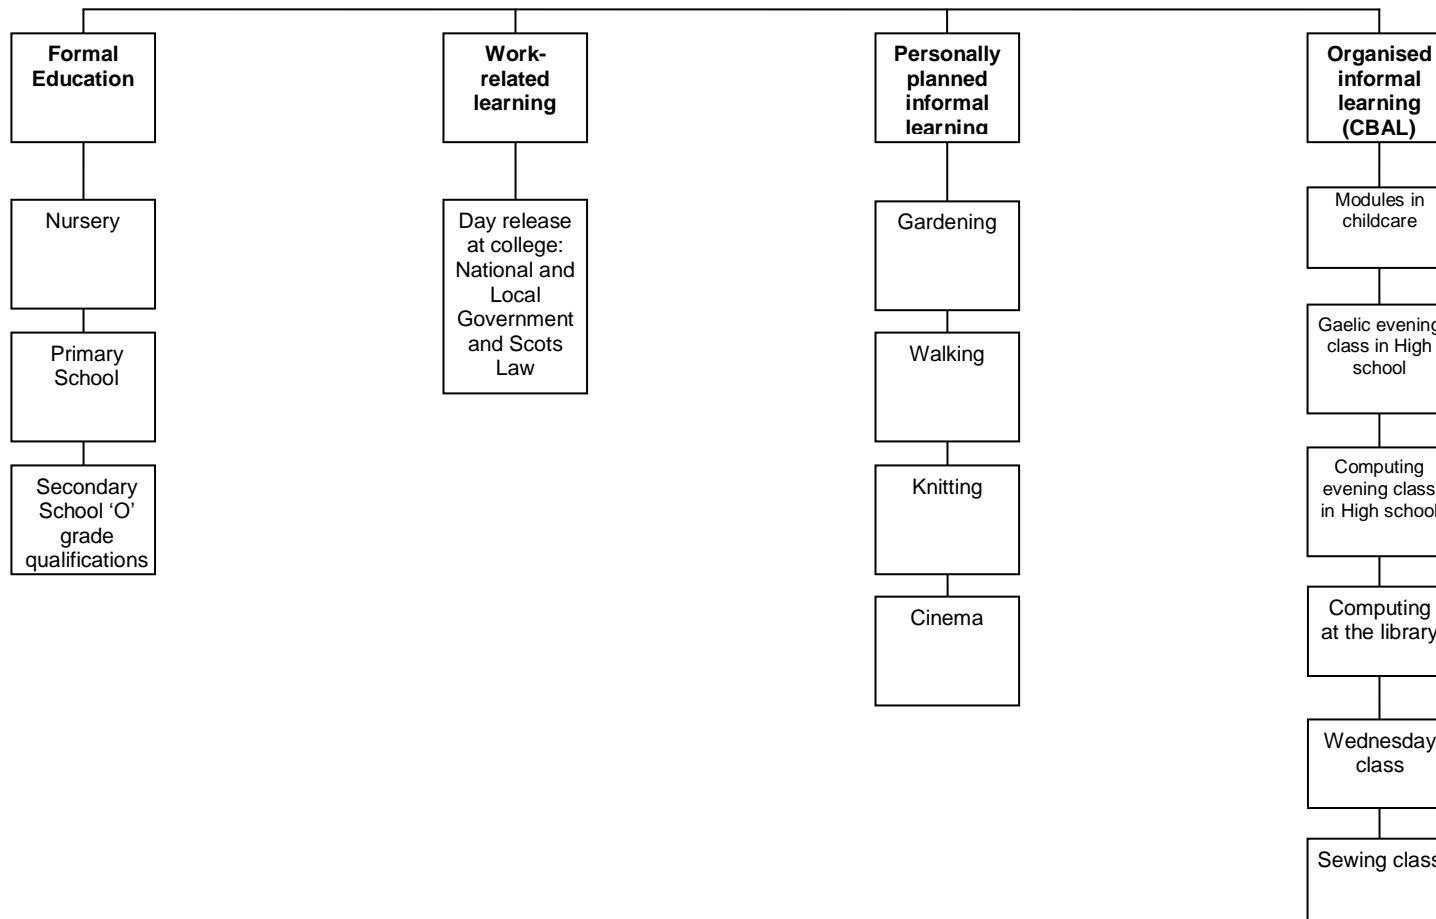 Formal
Education
Work-
related
learning
Personally
planned
informal
learning
Organised
informal
learning
(CBAL)
Nursery
Primary
School
Secondary
School ‘O’
grade
qualifications
Day release
at college:
National and
Local
Government
and Scots
Law
Gardening
Walking
Knitting
Cinema
Modules in
childcare
Gaelic evening
class in High
school
Computing
evening class
in High school
Computing
at the library
Wednesday
class
Sewing class